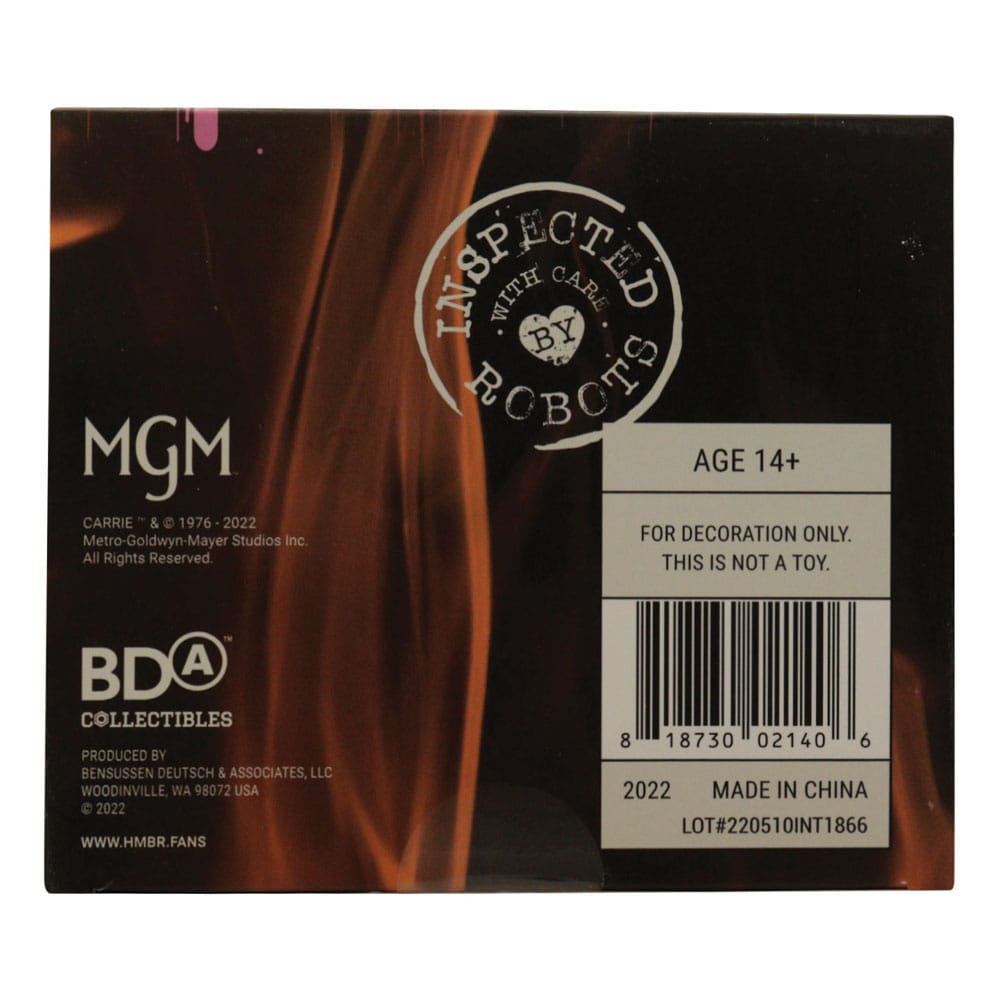 INSPECTED
· WITH CARE ·
BY
ROBOTS
MGM
CARRIE ™ & © 1976 - 2022
Metro-Goldwyn-Mayer Studios Inc.
All Rights Reserved.
BDA™
COLLECTIBLES
PRODUCED BY
BENSUSSEN DEUTSCH & ASSOCIATES, LLC
WOODINVILLE, WA 98072 USA
© 2022
WWW.HMBR.FANS
AGE 14+
FOR DECORATION ONLY.
THIS IS NOT A TOY.
8 18730 02140 6
2022 MADE IN CHINA
LOT#220510INT1866